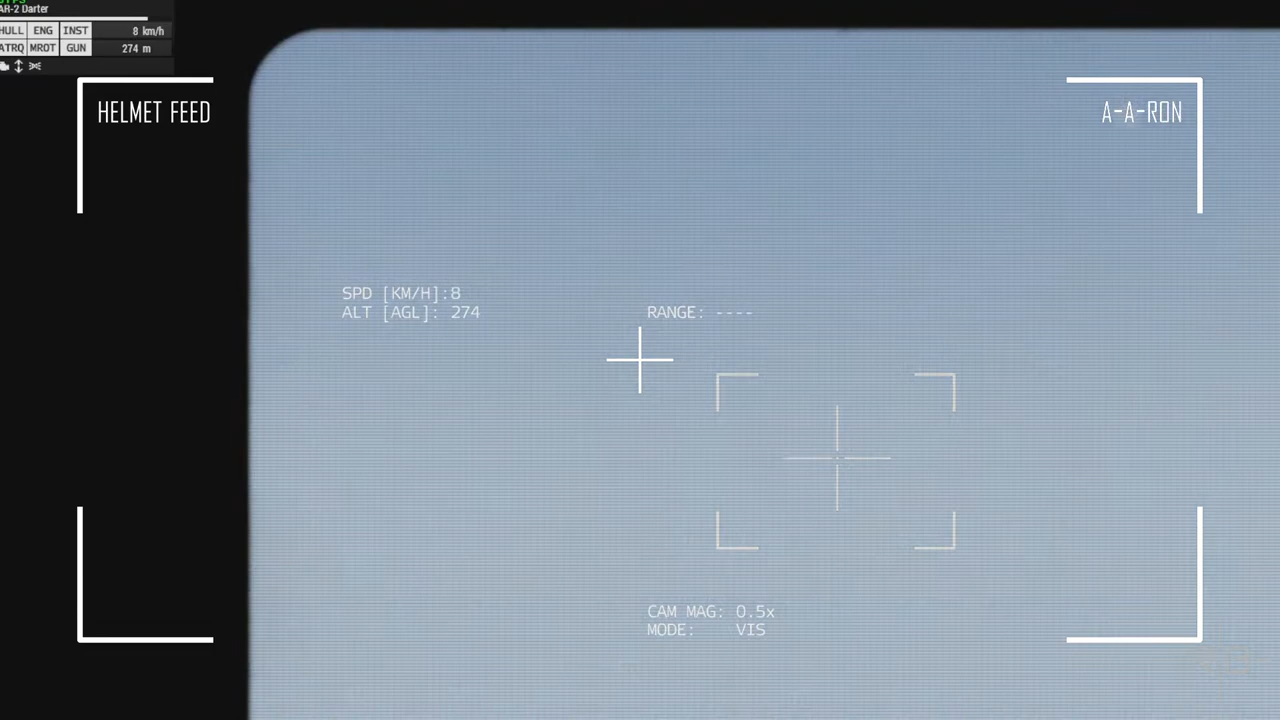 AR-2 Darter
HULL ENG INST 8 km/h
ATRQ MROT GUN 274 m
HELMET FEED
A-A-RON
SPD [KM/H]:8
ALT [AGL]: 274
RANGE: ----
CAM MAG: 0.5x
MODE: VIS